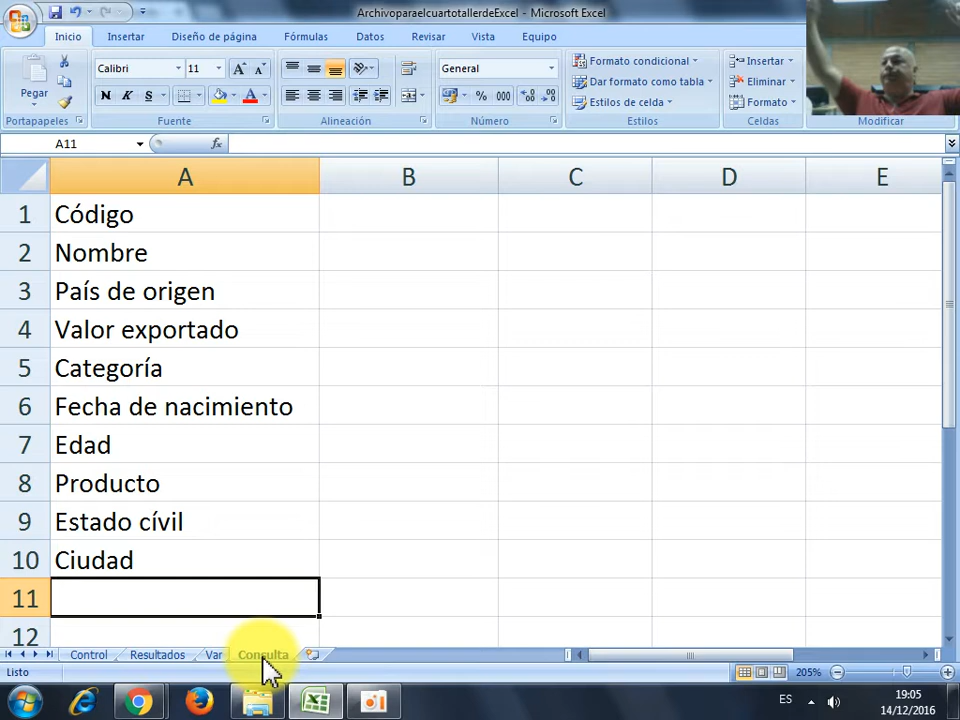 ArchivoparaelcuartotallerdeExcel - Microsoft Excel
Inicio Insertar Diseño de página Fórmulas Datos Revisar Vista Equipo
Pegar
Calibri 11
N K S A
General
% 000
Formato condicional
Dar formato como tabla
Estilos de celda
Insertar
Eliminar
Formato
Portapapeles Fuente Alineación Número Estilos Celdas Modificar
A11 fx
A B C D E
1 Código
2 Nombre
3 País de origen
4 Valor exportado
5 Categoría
6 Fecha de nacimiento
7 Edad
8 Producto
9 Estado cívil
10 Ciudad
11
12
Control Resultados Var Consulta
Listo 205%
ES 19:05
14/12/2016